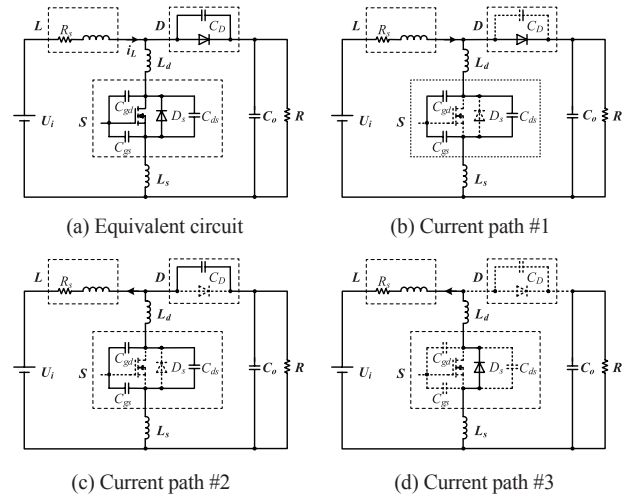 L R_s i_L D C_D
L_d
U_i S C_gd D_s C_ds C_o R
C_gs
L_s
(a) Equivalent circuit
L R_s D C_D
L_d
U_i S C_gd D_s C_ds C_o R
C_gs
L_s
(b) Current path #1
L R_s D C_D
L_d
U_i S C_gd D_s C_ds C_o R
C_gs
L_s
(c) Current path #2
L R_s D C_D
L_d
U_i S C_gd D_s C_ds C_o R
C_gs
L_s
(d) Current path #3